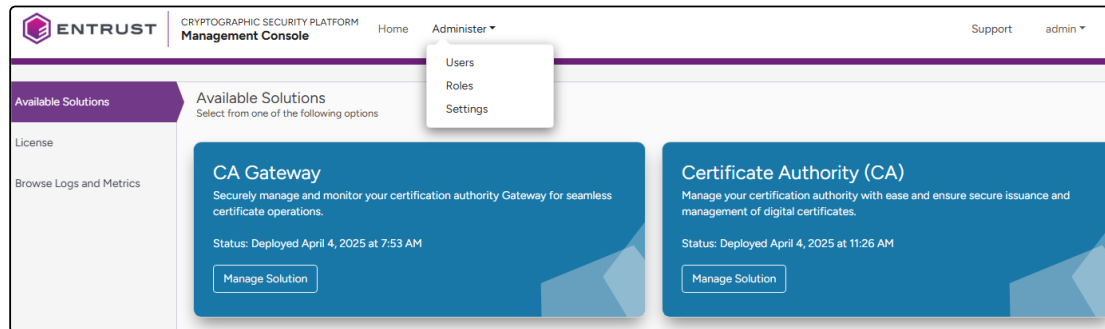 ENTRUST
CRYPTOGRAPHIC SECURITY PLATFORM
Management Console
Home
Administer
Support
admin
Users
Roles
Settings
Available Solutions
License
Browse Logs and Metrics
Available Solutions
Select from one of the following options
CA Gateway
Securely manage and monitor your certification authority Gateway for seamless
certificate operations.
Status: Deployed April 4, 2025 at 7:53 AM
Manage Solution
Certificate Authority (CA)
Manage your certification authority with ease and ensure secure issuance and
management of digital certificates.
Status: Deployed April 4, 2025 at 11:26 AM
Manage Solution